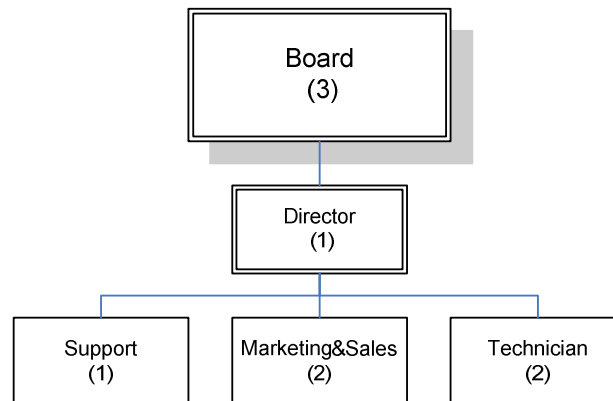 Board
(3)
Director
(1)
Support
(1)
Marketing&Sales
(2)
Technician
(2)